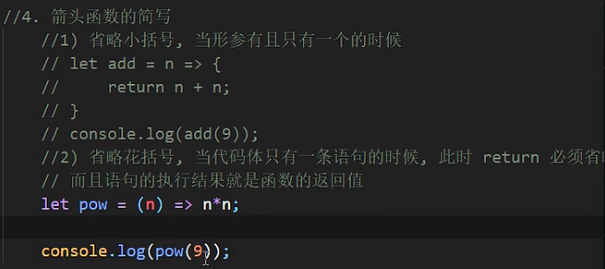 //4. 箭头函数的简写
//1) 省略小括号, 当形参有且只有一个的时候
// let add = n => {
//     return n + n;
// }
// console.log(add(9));
//2) 省略花括号, 当代码体只有一条语句的时候, 此时 return 必须省
// 而且语句的执行结果就是函数的返回值
let pow = (n) => n*n;
console.log(pow(9));